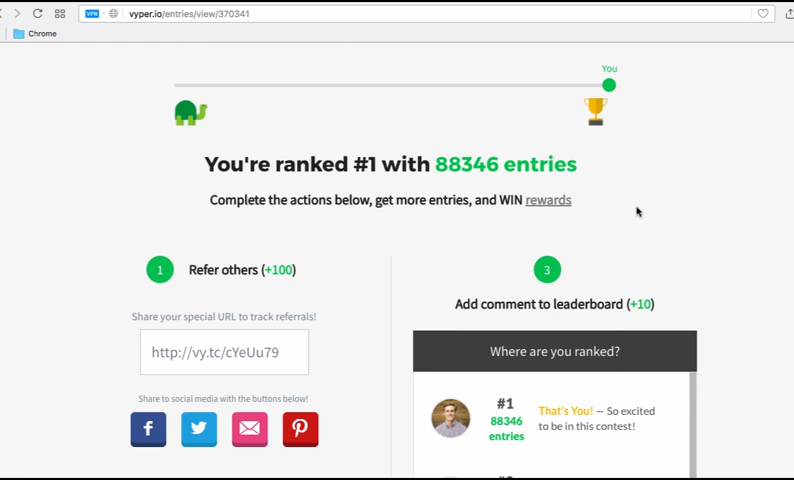 VPN
vyper.io/entries/view/370341
Chrome
You
You're ranked #1 with 88346 entries
Complete the actions below, get more entries, and WIN rewards
1
Refer others (+100)
Share your special URL to track referrals!
http://vy.tc/cYeUu79
Share to social media with the buttons below!
3
Add comment to leaderboard (+10)
Where are you ranked?
#1
88346
entries
That's You! — So excited
to be in this contest!